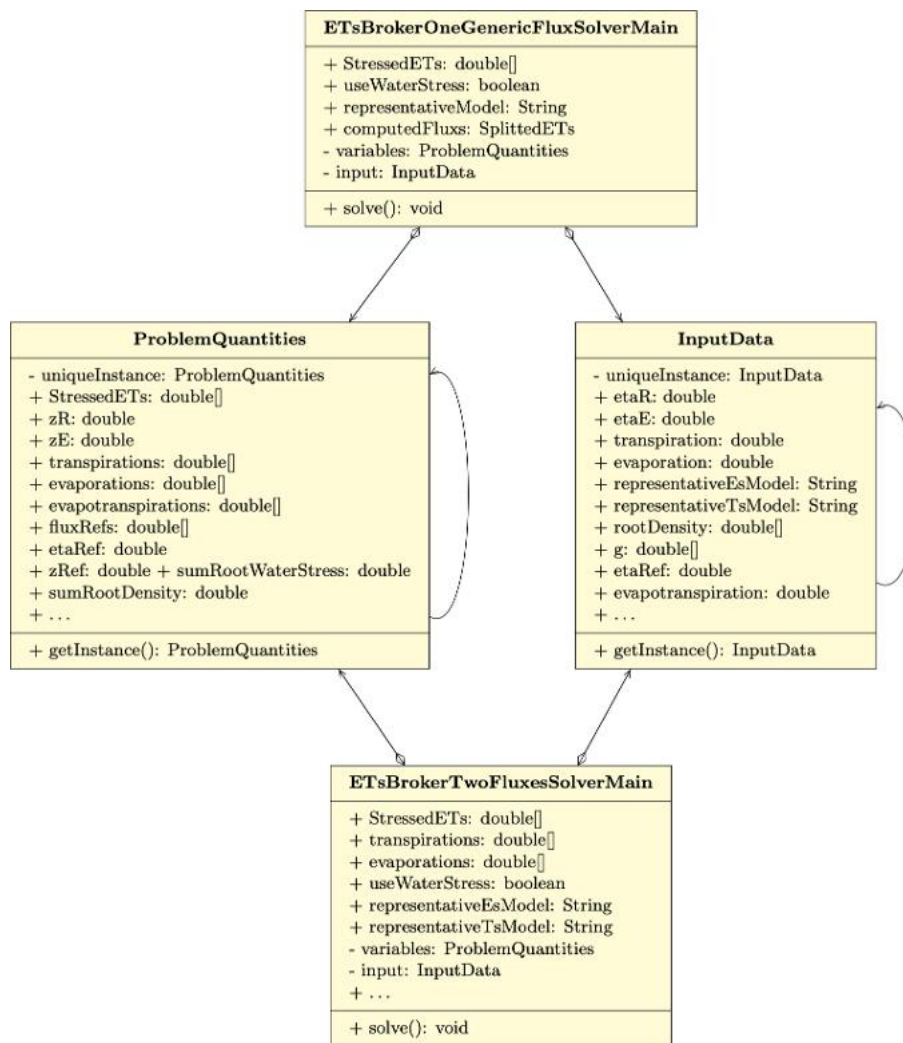 ETsBrokerOneGenericFluxSolverMain
+ StressedETs: double[]
+ useWaterStress: boolean
+ representativeModel: String
+ computedFluxs: SplittedETs
- variables: ProblemQuantities
- input: InputData
+ solve(): void
ProblemQuantities
- uniqueInstance: ProblemQuantities
+ StressedETs: double[]
+ zR: double
+ zE: double
+ transpirations: double[]
+ evaporations: double[]
+ evapotranspirations: double[]
+ fluxRefs: double[]
+ etaRef: double
+ zRef: double + sumRootWaterStress: double
+ sumRootDensity: double
+ ...
+ getInstance(): ProblemQuantities
InputData
- uniqueInstance: InputData
+ etaR: double
+ etaE: double
+ transpiration: double
+ evaporation: double
+ representativeEsModel: String
+ representativeTsModel: String
+ rootDensity: double[]
+ g: double[]
+ etaRef: double
+ evapotranspiration: double
+ ...
+ getInstance(): InputData
ETsBrokerTwoFluxesSolverMain
+ StressedETs: double[]
+ transpirations: double[]
+ evaporations: double[]
+ useWaterStress: boolean
+ representativeEsModel: String
+ representativeTsModel: String
- variables: ProblemQuantities
- input: InputData
+ ...
+ solve(): void